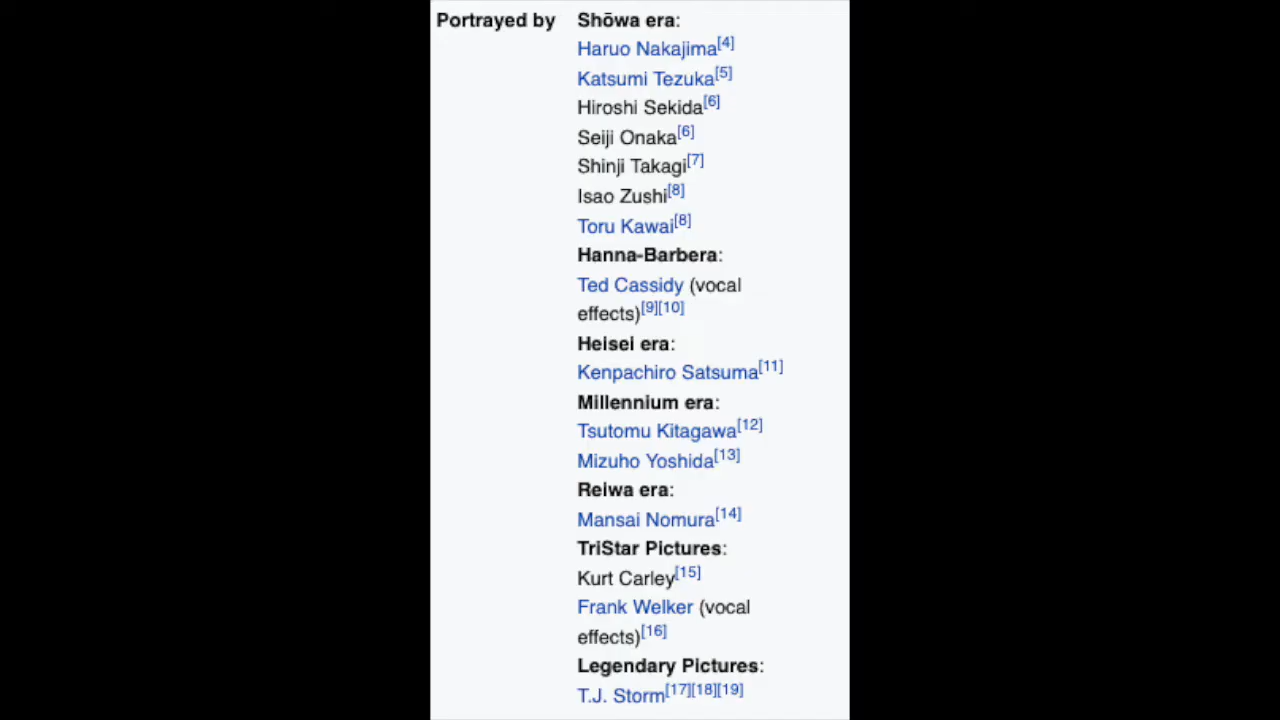 Portrayed by Shōwa era:
Haruo Nakajima[4]
Katsumi Tezuka[5]
Hiroshi Sekida[6]
Seiji Onaka[6]
Shinji Takagi[7]
Isao Zushi[8]
Toru Kawai[8]
Hanna-Barbera:
Ted Cassidy (vocal
effects)[9][10]
Heisei era:
Kenpachiro Satsuma[11]
Millennium era:
Tsutomu Kitagawa[12]
Mizuho Yoshida[13]
Reiwa era:
Mansai Nomura[14]
TriStar Pictures:
Kurt Carley[15]
Frank Welker (vocal
effects)[16]
Legendary Pictures:
T.J. Storm[17][18][19]